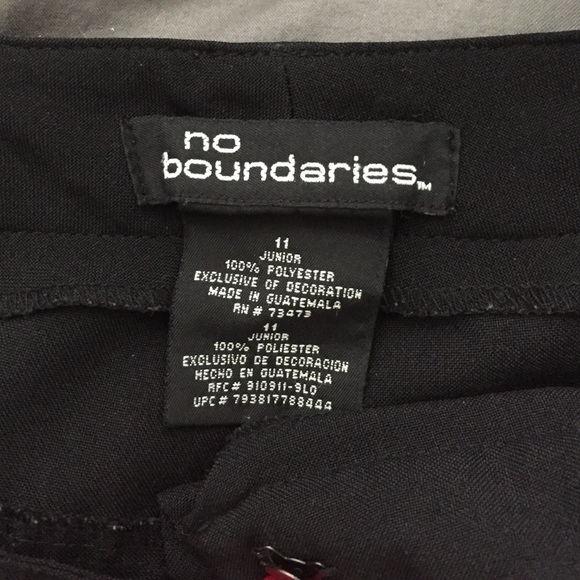 no
boundaries™
11
JUNIOR
100% POLYESTER
EXCLUSIVE OF DECORATION
MADE IN GUATEMALA
RN # 73473
11
JUNIOR
100% POLIESTER
EXCLUSIVO DE DECORACION
HECHO EN GUATEMALA
RFC# 910911-9L0
UPC# 793817788444